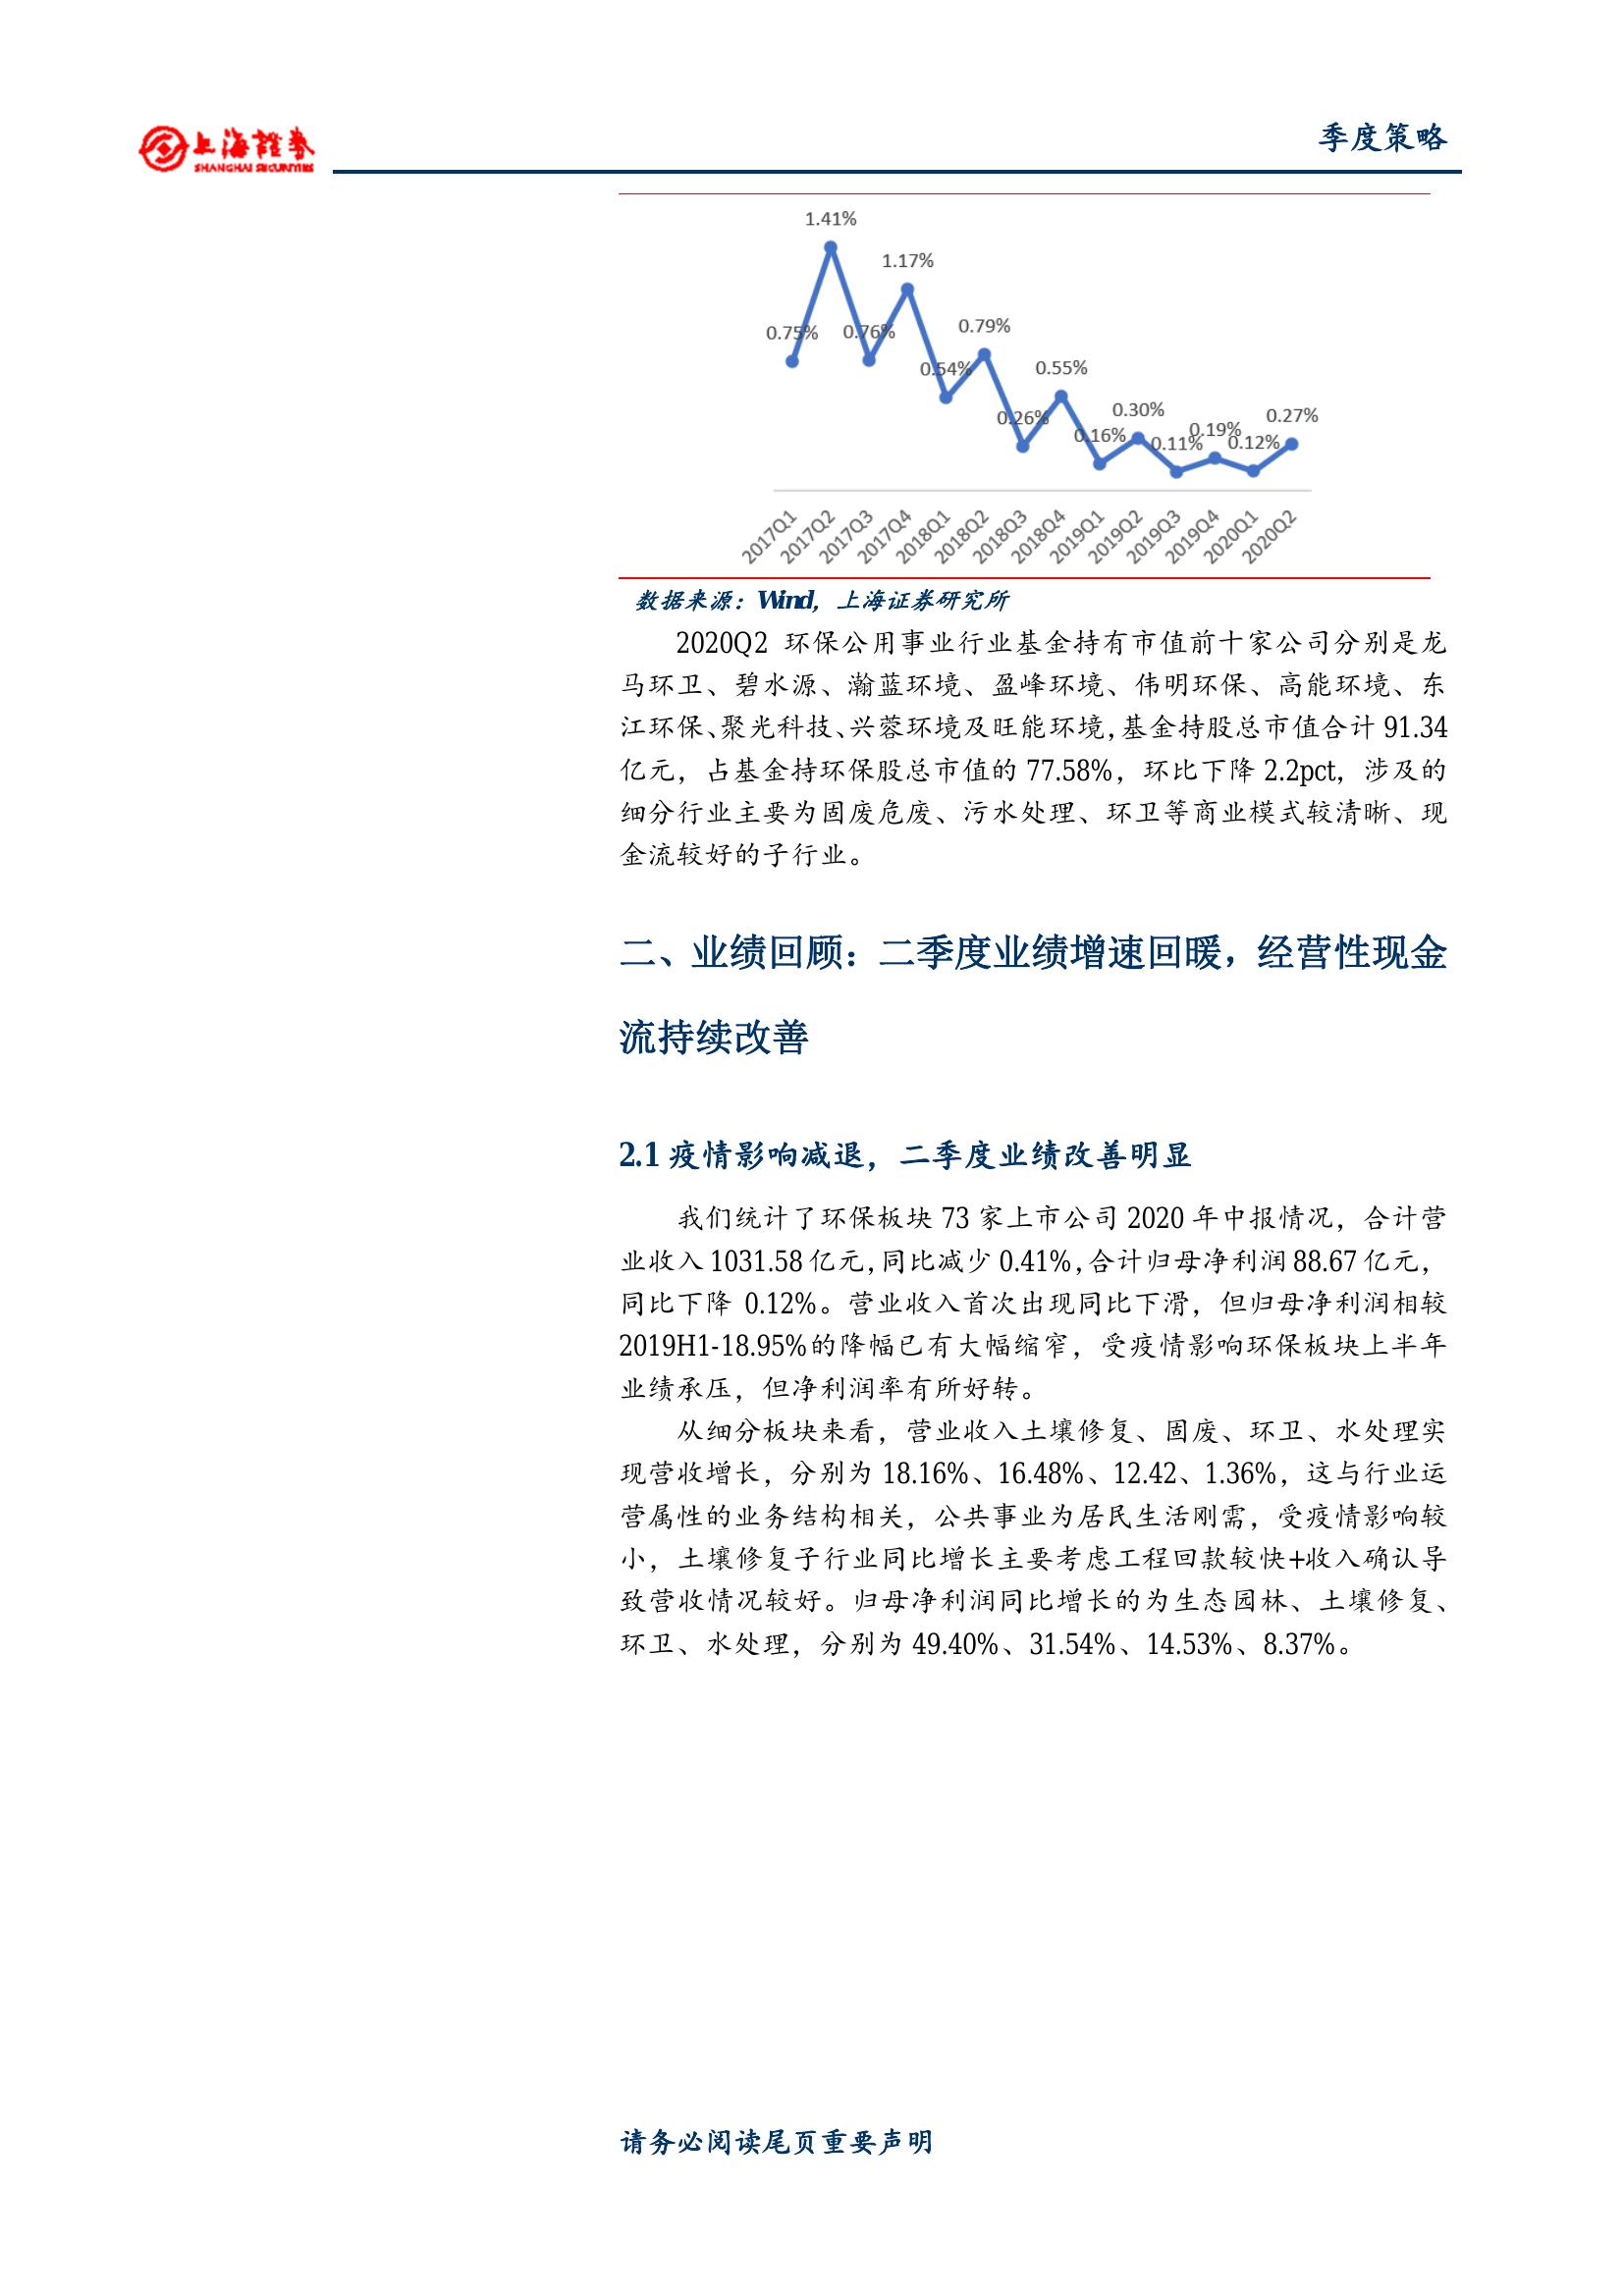 上海證券
SHANGHAI SECURITIES
季度策略
1.41%
1.17%
0.75%
0.76%
0.79%
0.54%
0.55%
0.26%
0.30%
0.16%
0.11%
0.19%
0.12%
0.27%
2017Q1
2017Q2
2017Q3
2017Q4
2018Q1
2018Q2
2018Q3
2018Q4
2019Q1
2019Q2
2019Q3
2019Q4
2020Q1
2020Q2
数据来源：Wind，上海证券研究所
2020Q2 环保公用事业行业基金持有市值前十家公司分别是龙
马环卫、碧水源、瀚蓝环境、盈峰环境、伟明环保、高能环境、东
江环保、聚光科技、兴蓉环境及旺能环境，基金持股总市值合计 91.34
亿元，占基金持环保股总市值的 77.58%，环比下降 2.2pct，涉及的
细分行业主要为固废危废、污水处理、环卫等商业模式较清晰、现
金流较好的子行业。
二、业绩回顾：二季度业绩增速回暖，经营性现金
流持续改善
2.1 疫情影响减退，二季度业绩改善明显
我们统计了环保板块 73 家上市公司 2020 年中报情况，合计营
业收入 1031.58 亿元，同比减少 0.41%，合计归母净利润 88.67 亿元，
同比下降 0.12%。营业收入首次出现同比下滑，但归母净利润相较
2019H1-18.95%的降幅已有大幅缩窄，受疫情影响环保板块上半年
业绩承压，但净利润率有所好转。
从细分板块来看，营业收入土壤修复、固废、环卫、水处理实
现营收增长，分别为 18.16%、16.48%、12.42、1.36%，这与行业运
营属性的业务结构相关，公共事业为居民生活刚需，受疫情影响较
小，土壤修复子行业同比增长主要考虑工程回款较快+收入确认导
致营收情况较好。归母净利润同比增长的为生态园林、土壤修复、
环卫、水处理，分别为 49.40%、31.54%、14.53%、8.37%。
请务必阅读尾页重要声明